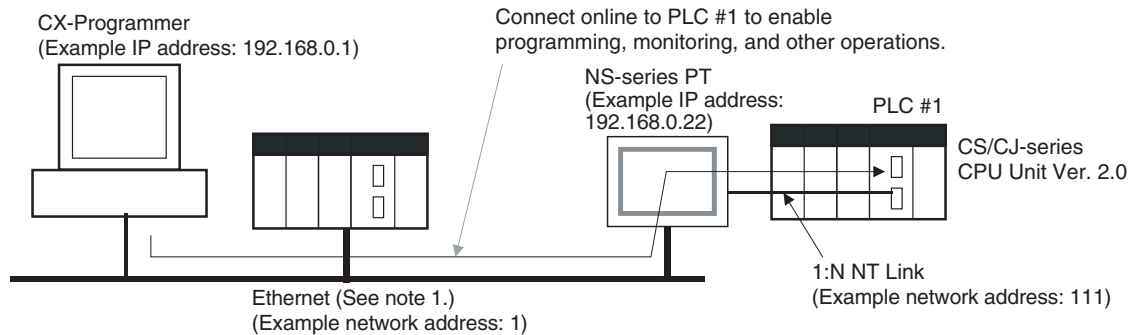 CX-Programmer
(Example IP address: 192.168.0.1)
Connect online to PLC #1 to enable
programming, monitoring, and other operations.
NS-series PT
(Example IP address:
192.168.0.22)
PLC #1
CS/CJ-series
CPU Unit Ver. 2.0
1:N NT Link
(Example network address: 111)
Ethernet (See note 1.)
(Example network address: 1)